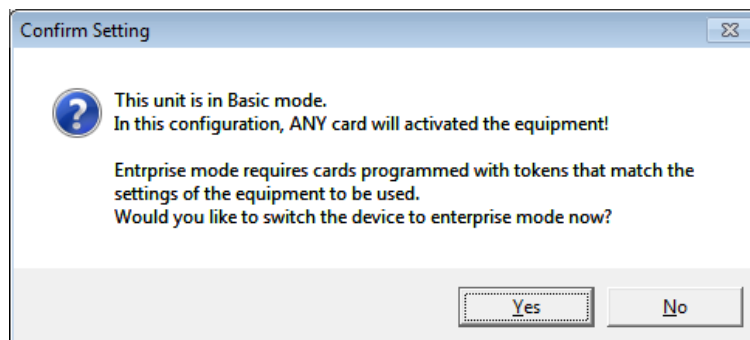 Confirm Setting
This unit is in Basic mode.
In this configuration, ANY card will activated the equipment!
Entrprise mode requires cards programmed with tokens that match the
settings of the equipment to be used.
Would you like to switch the device to enterprise mode now?
Yes
No